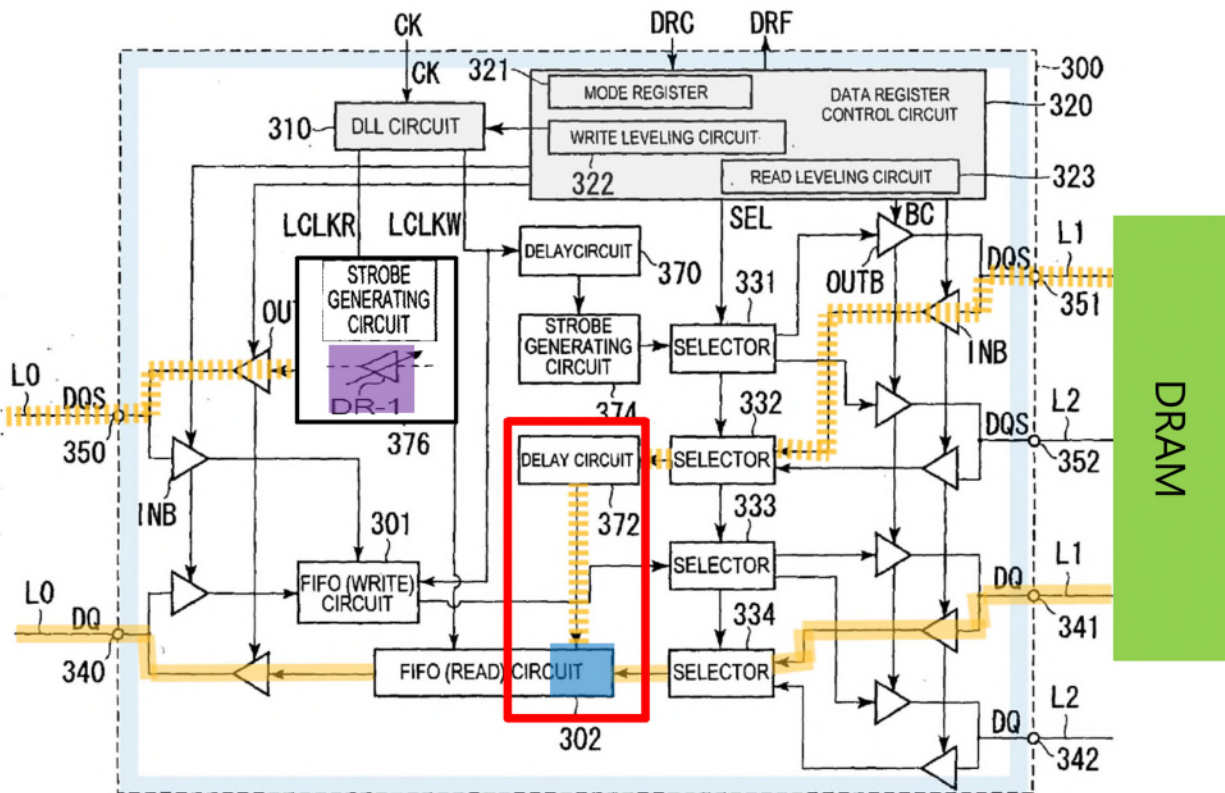 CK
DRC
DRF
CK
300
321
MODE REGISTER
DATA REGISTER
CONTROL CIRCUIT
320
310
DLL CIRCUIT
WRITE LEVELING CIRCUIT
322
READ LEVELING CIRCUIT
323
LCLKR
LCLKW
SEL
BC
DELAYCIRCUIT
370
331
OUTB
DQS
L1
351
STROBE
GENERATING
CIRCUIT
OU
STROBE
GENERATING
CIRCUIT
SELECTOR
INB
DR-1
L0
DQS
350
376
374
332
DQS
L2
352
DELAY CIRCUIT
SELECTOR
372
333
INB
301
FIFO (WRITE)
CIRCUIT
SELECTOR
DQ
L1
341
L0
DQ
340
334
FIFO (READ) CIRCUIT
SELECTOR
302
DQ
L2
342
DRAM